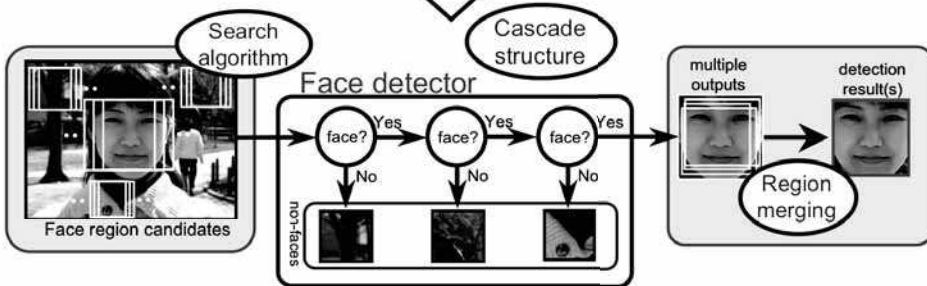 Search
algorithm
Cascade
structure
Face detector
multiple
outputs
detection
result(s)
face?
Yes
face?
Yes
face?
Yes
No
No
No
Region
merging
non-faces
Face region candidates